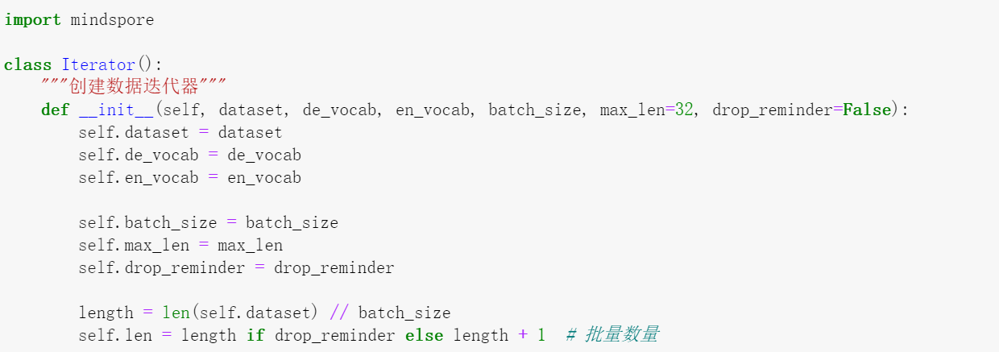 import mindspore
class Iterator():
    """创建数据迭代器"""
    def __init__(self, dataset, de_vocab, en_vocab, batch_size, max_len=32, drop_reminder=False):
        self.dataset = dataset
        self.de_vocab = de_vocab
        self.en_vocab = en_vocab
        self.batch_size = batch_size
        self.max_len = max_len
        self.drop_reminder = drop_reminder
        length = len(self.dataset) // batch_size
        self.len = length if drop_reminder else length + 1  # 批量数量